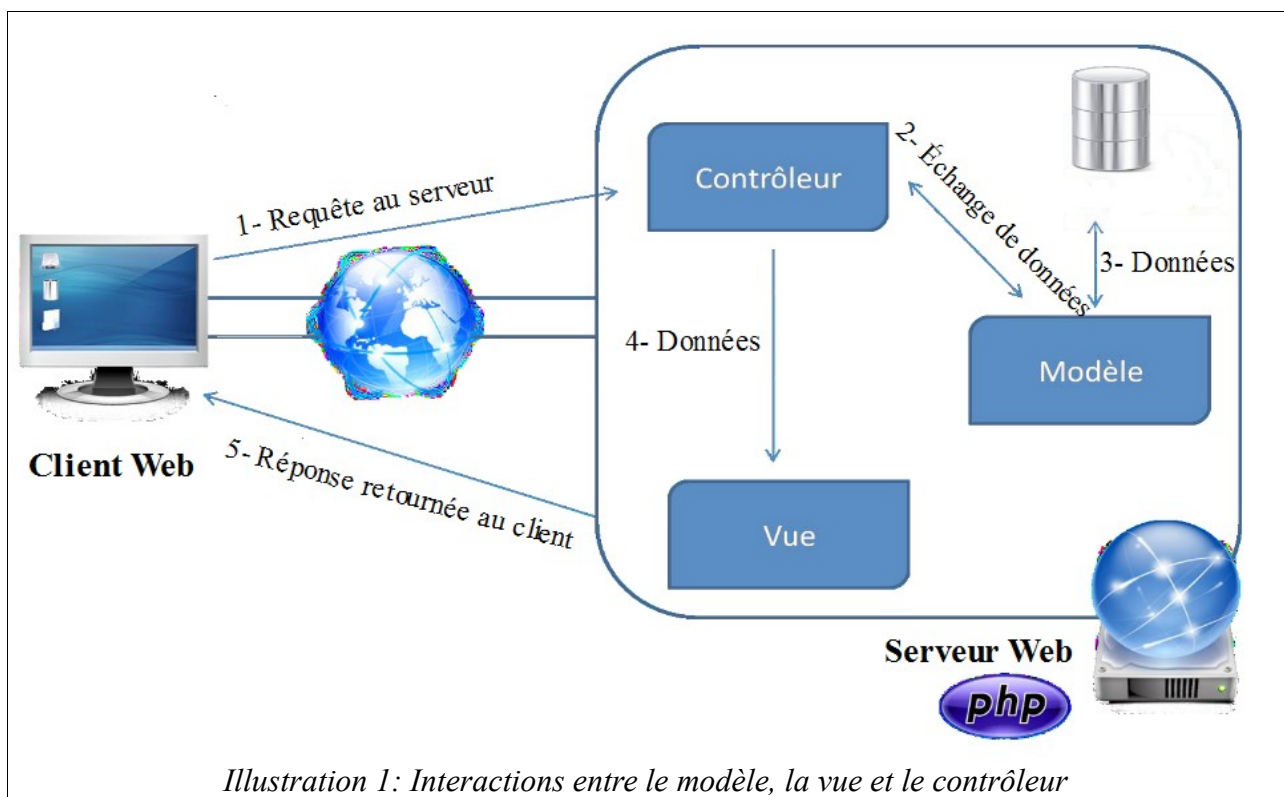 1- Requête au serveur
Contrôleur
2- Échange de données
3- Données
4- Données
Modèle
Client Web
5- Réponse retournée au client
Vue
Serveur Web
php
Illustration 1: Interactions entre le modèle, la vue et le contrôleur